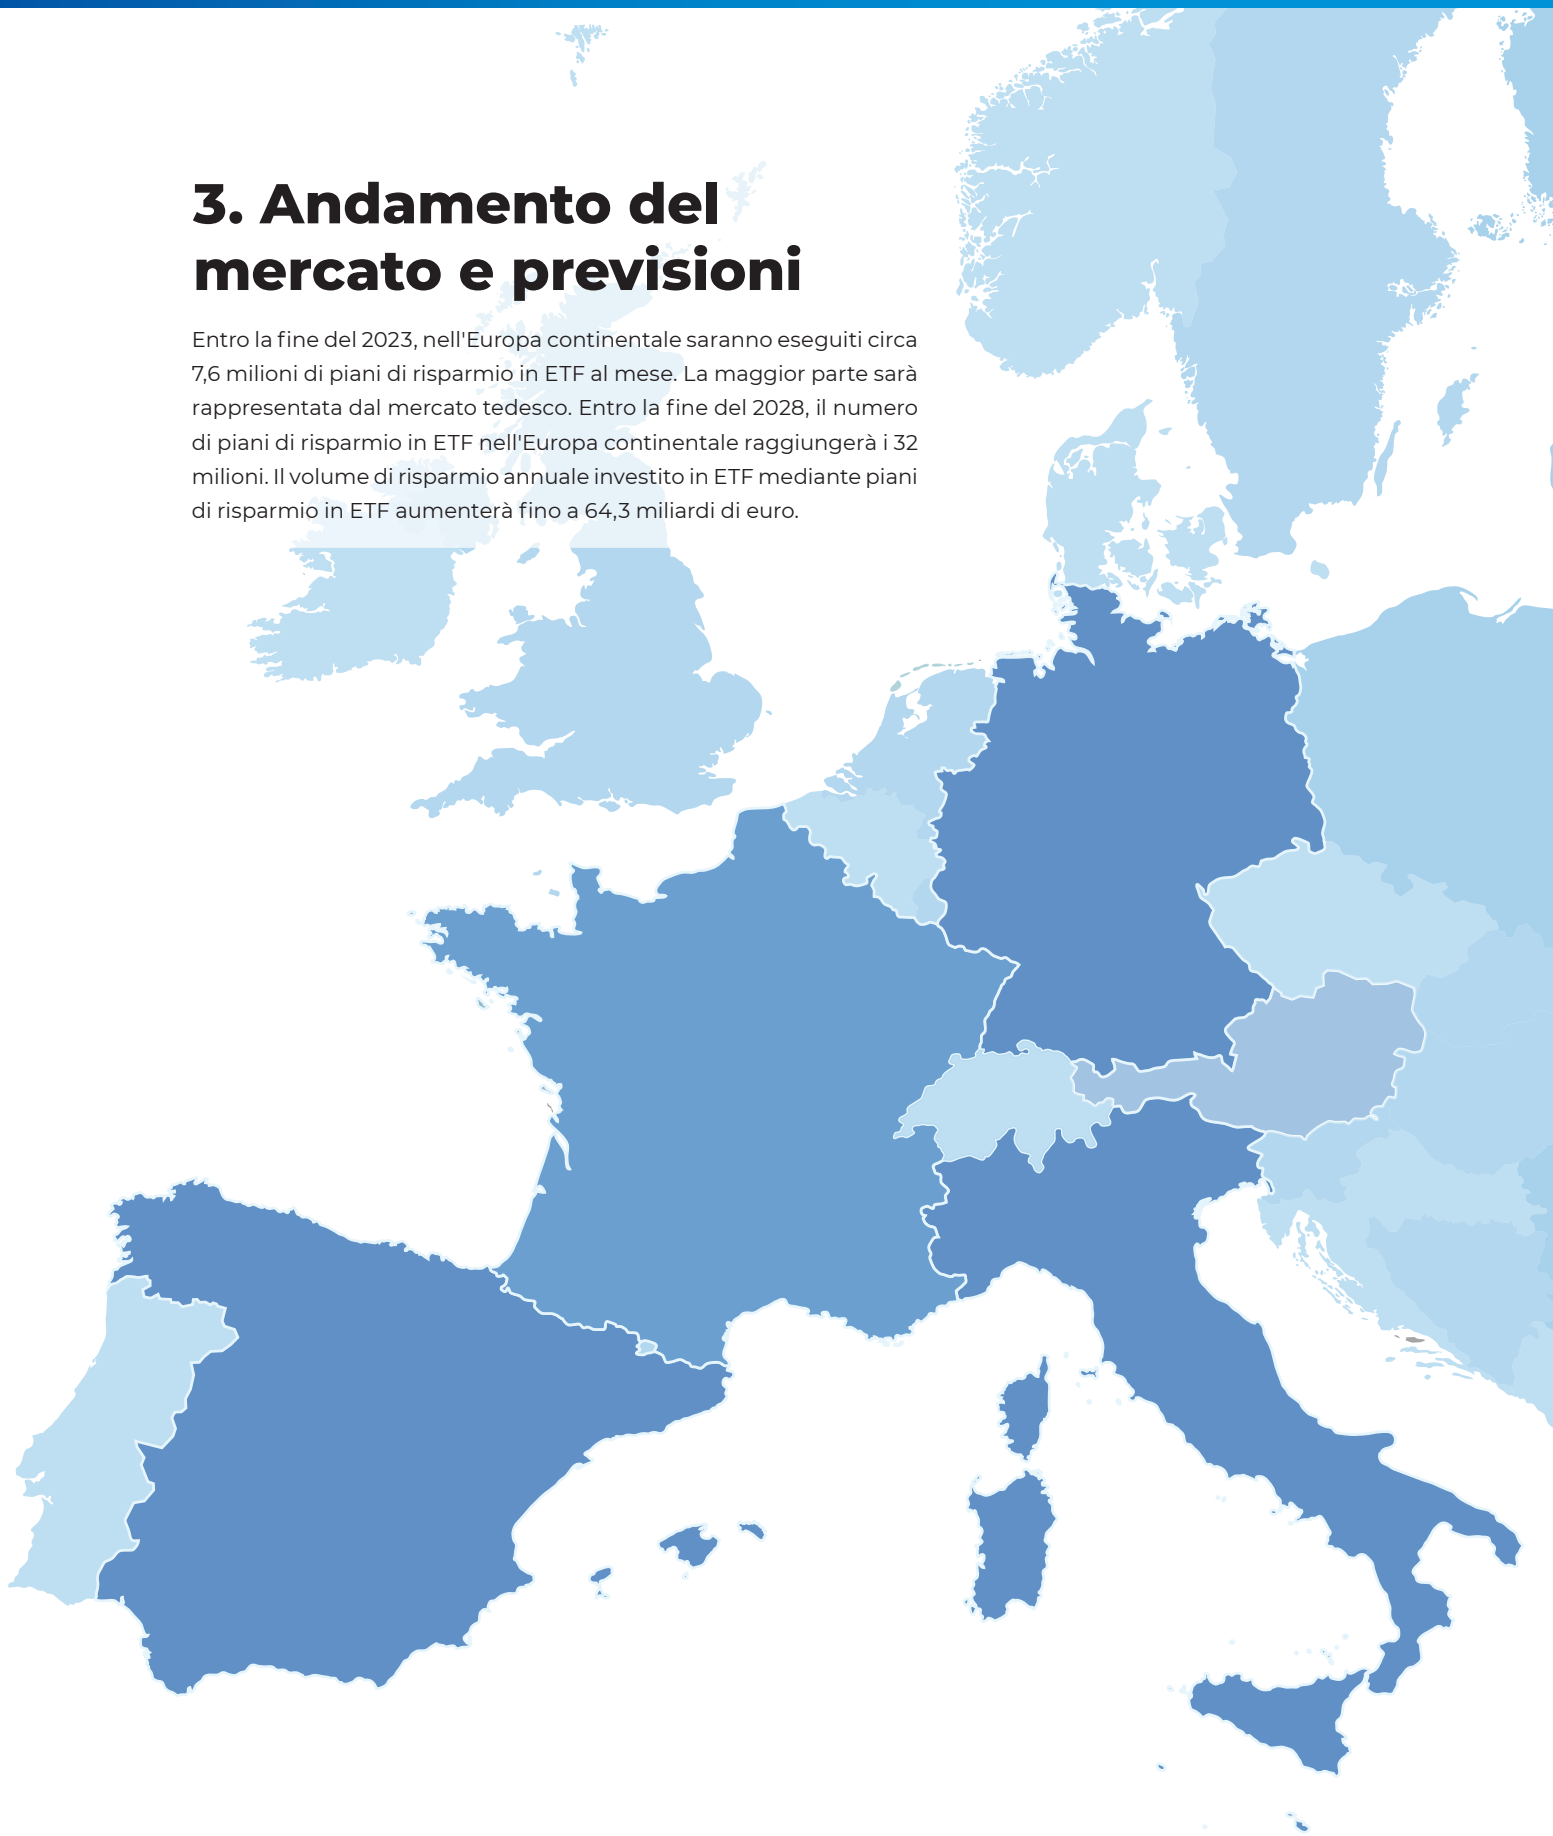 3. Andamento del
mercato e previsioni
Entro la fine del 2023, nell'Europa continentale saranno eseguiti circa
7,6 milioni di piani di risparmio in ETF al mese. La maggior parte sarà
rappresentata dal mercato tedesco. Entro la fine del 2028, il numero
di piani di risparmio in ETF nell'Europa continentale raggiungerà i 32
milioni. Il volume di risparmio annuale investito in ETF mediante piani
di risparmio in ETF aumenterà fino a 64,3 miliardi di euro.